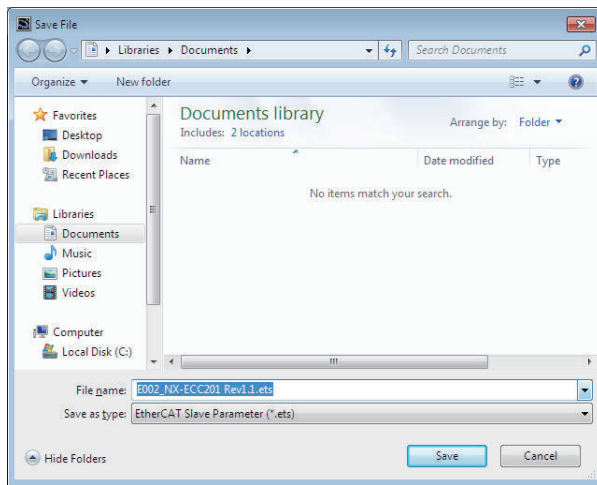 Save File
Libraries Documents
Search Documents
Organize New folder
Favorites
Desktop
Downloads
Recent Places
Libraries
Documents
Music
Pictures
Videos
Computer
Local Disk (C:)
Documents library
Includes: 2 locations
Arrange by: Folder
Name Date modified Type
No items match your search.
File name: E002_NX-ECC201 Rev1.1.ets
Save as type: EtherCAT Slave Parameter (*.ets)
Hide Folders Save Cancel